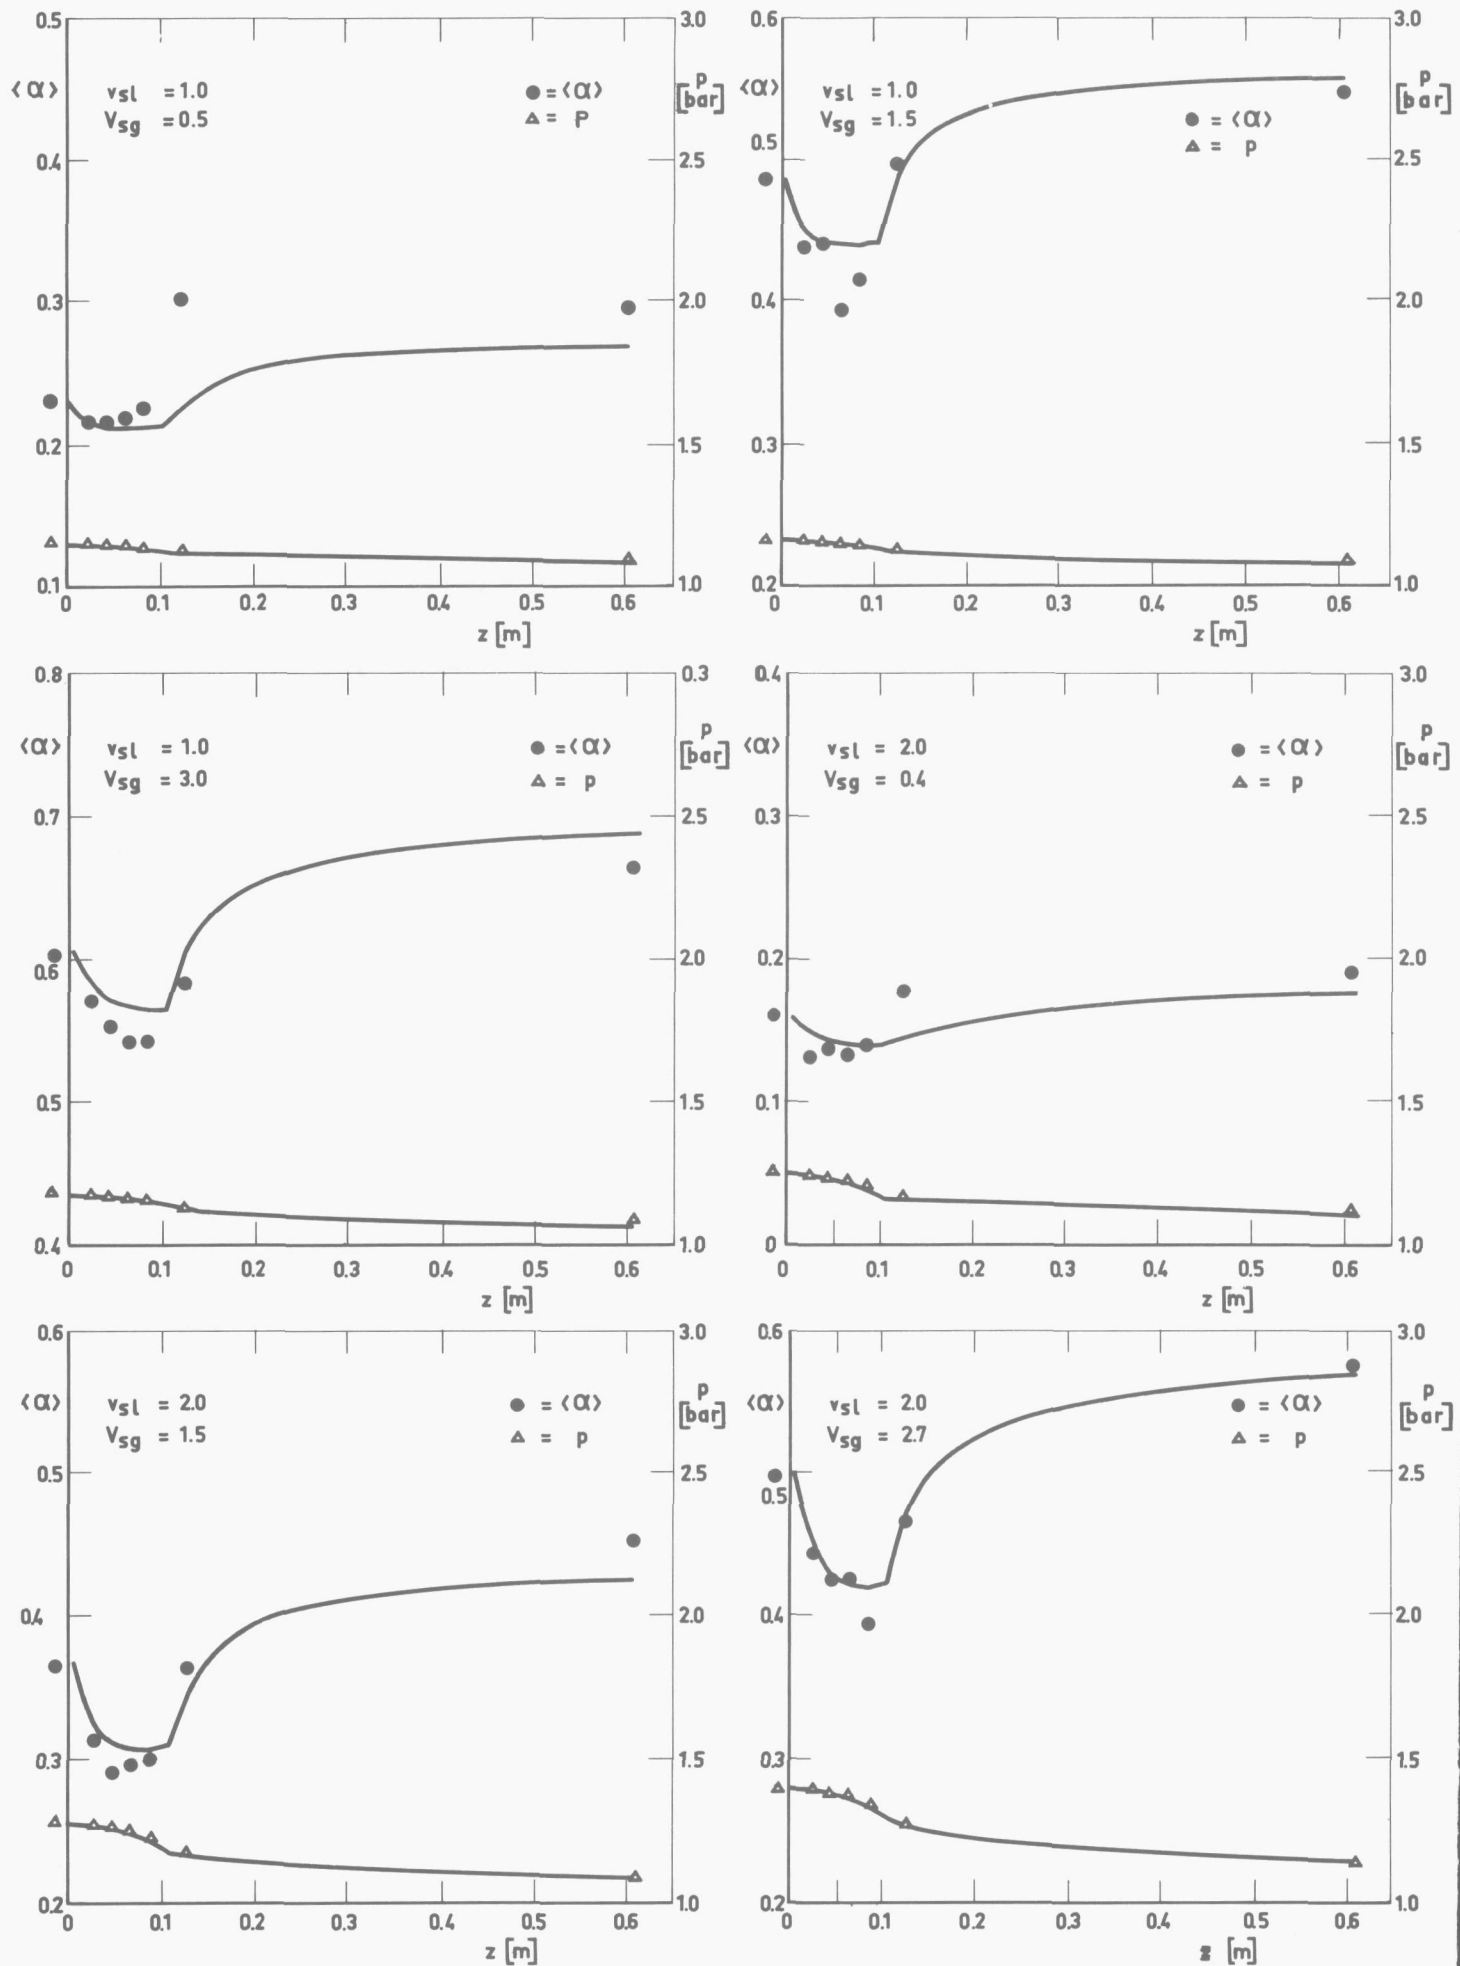 0.5
3.0
⟨α⟩
p
[bar]
vsl = 1.0
Vsg = 0.5
● = ⟨α⟩
△ = P
0.4
2.5
0.3
2.0
0.2
1.5
0.1
1.0
0 0.1 0.2 0.3 0.4 0.5 0.6
z [m]
0.6
3.0
⟨α⟩
p
[bar]
vsl = 1.0
Vsg = 1.5
● = ⟨α⟩
△ = p
0.5
2.5
0.4
2.0
0.3
1.5
0.2
1.0
0 0.1 0.2 0.3 0.4 0.5 0.6
z [m]
0.8
0.3
⟨α⟩
p
[bar]
vsl = 1.0
Vsg = 3.0
● = ⟨α⟩
△ = p
0.7
2.5
0.6
2.0
0.5
1.5
0.4
1.0
0 0.1 0.2 0.3 0.4 0.5 0.6
z [m]
0.4
3.0
⟨α⟩
p
[bar]
vsl = 2.0
Vsg = 0.4
● = ⟨α⟩
△ = p
0.3
2.5
0.2
2.0
0.1
1.5
0
1.0
0 0.1 0.2 0.3 0.4 0.5 0.6
z [m]
0.6
3.0
⟨α⟩
p
[bar]
vsl = 2.0
Vsg = 1.5
● = ⟨α⟩
△ = p
0.5
2.5
0.4
2.0
0.3
1.5
0.2
1.0
0 0.1 0.2 0.3 0.4 0.5 0.6
z [m]
0.6
3.0
⟨α⟩
p
[bar]
vsl = 2.0
Vsg = 2.7
● = ⟨α⟩
△ = p
0.5
2.5
0.4
2.0
0.3
1.5
0.2
1.0
0 0.1 0.2 0.3 0.4 0.5 0.6
z [m]